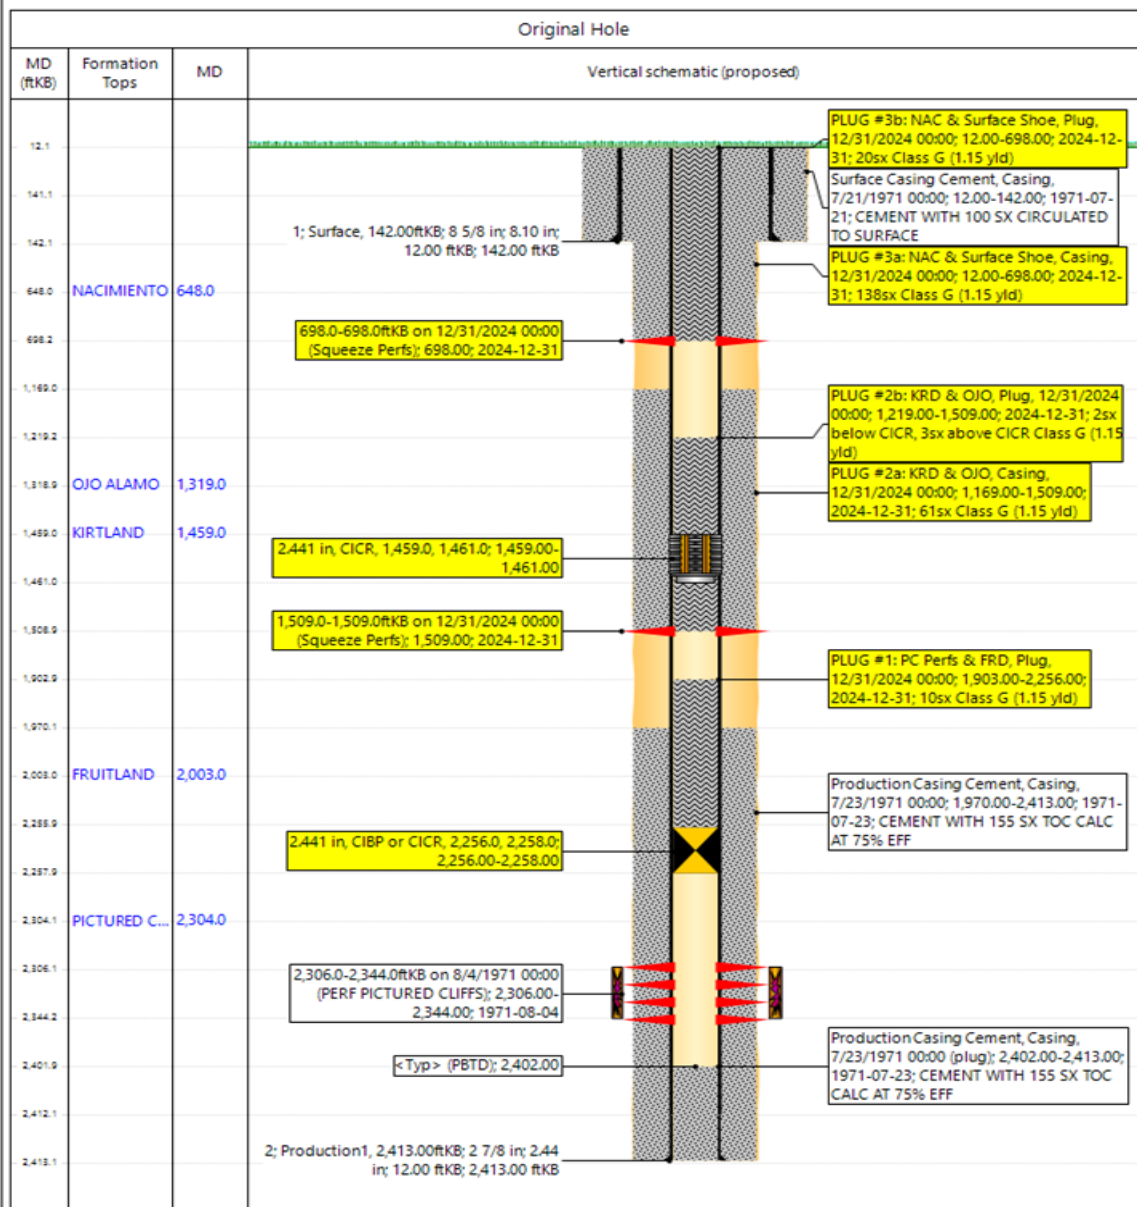 Original Hole
MD
(ftKB)
Formation
Tops
MD
Vertical schematic (proposed)
PLUG #3b: NAC & Surface Shoe, Plug,
12/31/2024 00:00; 12.00-698.00; 2024-12-
31; 20sx Class G (1.15 yld)
12.1
Surface Casing Cement, Casing,
7/21/1971 00:00; 12.00-142.00; 1971-07-
21; CEMENT WITH 100 SX CIRCULATED
TO SURFACE
141.1
1; Surface, 142.00ftKB; 8 5/8 in; 8.10 in;
12.00 ftKB; 142.00 ftKB
142.1
PLUG #3a: NAC & Surface Shoe, Casing,
12/31/2024 00:00; 12.00-698.00; 2024-12-
31; 138sx Class G (1.15 yld)
648.0 NACIMIENTO 648.0
698.0-698.0ftKB on 12/31/2024 00:00
(Squeeze Perfs); 698.00; 2024-12-31
698.2
1,169.0
PLUG #2b: KRD & OJO, Plug, 12/31/2024
00:00; 1,219.00-1,509.00; 2024-12-31; 2sx
below CICR, 3sx above CICR Class G (1.15
yld)
1,219.2
PLUG #2a: KRD & OJO, Casing,
12/31/2024 00:00; 1,169.00-1,509.00;
2024-12-31; 61sx Class G (1.15 yld)
1,318.9 OJO ALAMO 1,319.0
1,459.0 KIRTLAND 1,459.0
2.441 in, CICR, 1,459.0, 1,461.0; 1,459.00-
1,461.00
1,461.0
1,509.0-1,509.0ftKB on 12/31/2024 00:00
(Squeeze Perfs); 1,509.00; 2024-12-31
1,508.9
PLUG #1: PC Perfs & FRD, Plug,
12/31/2024 00:00; 1,903.00-2,256.00;
2024-12-31; 10sx Class G (1.15 yld)
1,902.9
1,970.1
2,003.0 FRUITLAND 2,003.0
Production Casing Cement, Casing,
7/23/1971 00:00; 1,970.00-2,413.00; 1971-
07-23; CEMENT WITH 155 SX TOC CALC
AT 75% EFF
2,255.9
2.441 in, CIBP or CICR, 2,256.0, 2,258.0;
2,256.00-2,258.00
2,257.9
2,304.1 PICTURED C... 2,304.0
2,306.1
2,306.0-2,344.0ftKB on 8/4/1971 00:00
(PERF PICTURED CLIFFS); 2,306.00-
2,344.00; 1971-08-04
2,344.2
Production Casing Cement, Casing,
7/23/1971 00:00 (plug); 2,402.00-2,413.00;
1971-07-23; CEMENT WITH 155 SX TOC
CALC AT 75% EFF
<Typ> (PBTD); 2,402.00
2,401.9
2,412.1
2; Production1, 2,413.00ftKB; 2 7/8 in; 2.44
in; 12.00 ftKB; 2,413.00 ftKB
2,413.1